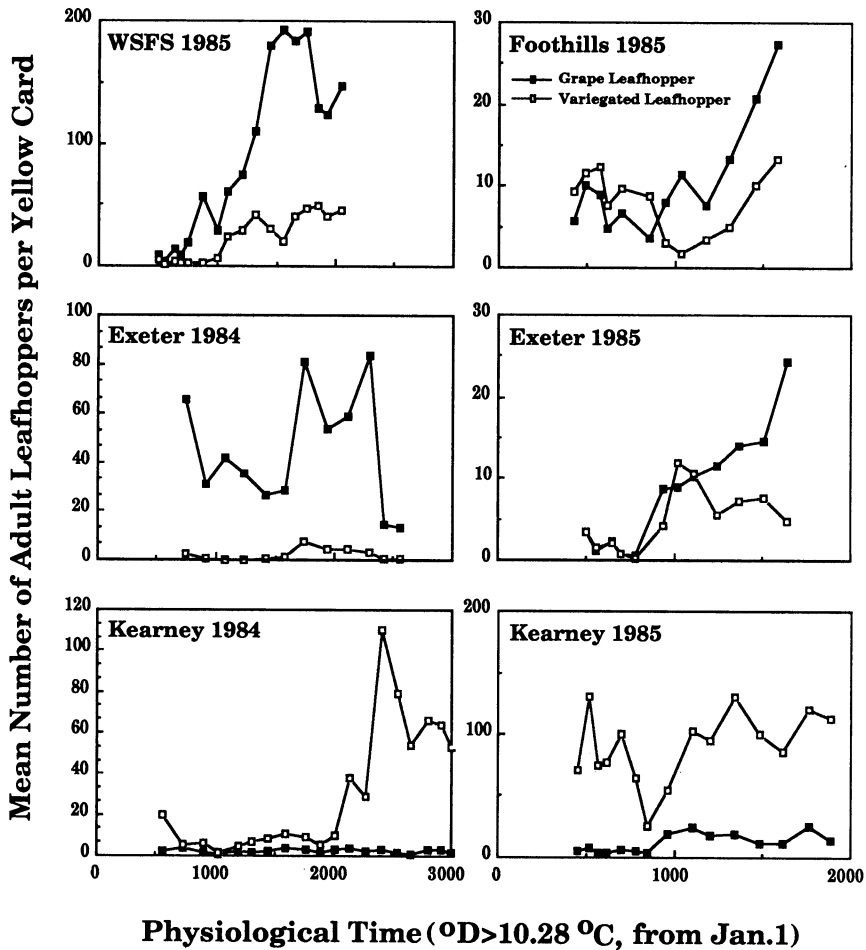 Mean Number of Adult Leafhoppers per Yellow Card
WSFS 1985
200
100
0
Foothills 1985
Grape Leafhopper
Variegated Leafhopper
30
20
10
0
Exeter 1984
100
80
60
40
20
0
Exeter 1985
30
20
10
0
Kearney 1984
120
100
80
60
40
20
0
0 1000 2000 3000
Kearney 1985
200
100
0
0 1000 2000
Physiological Time (ºD>10.28 ºC, from Jan.1)